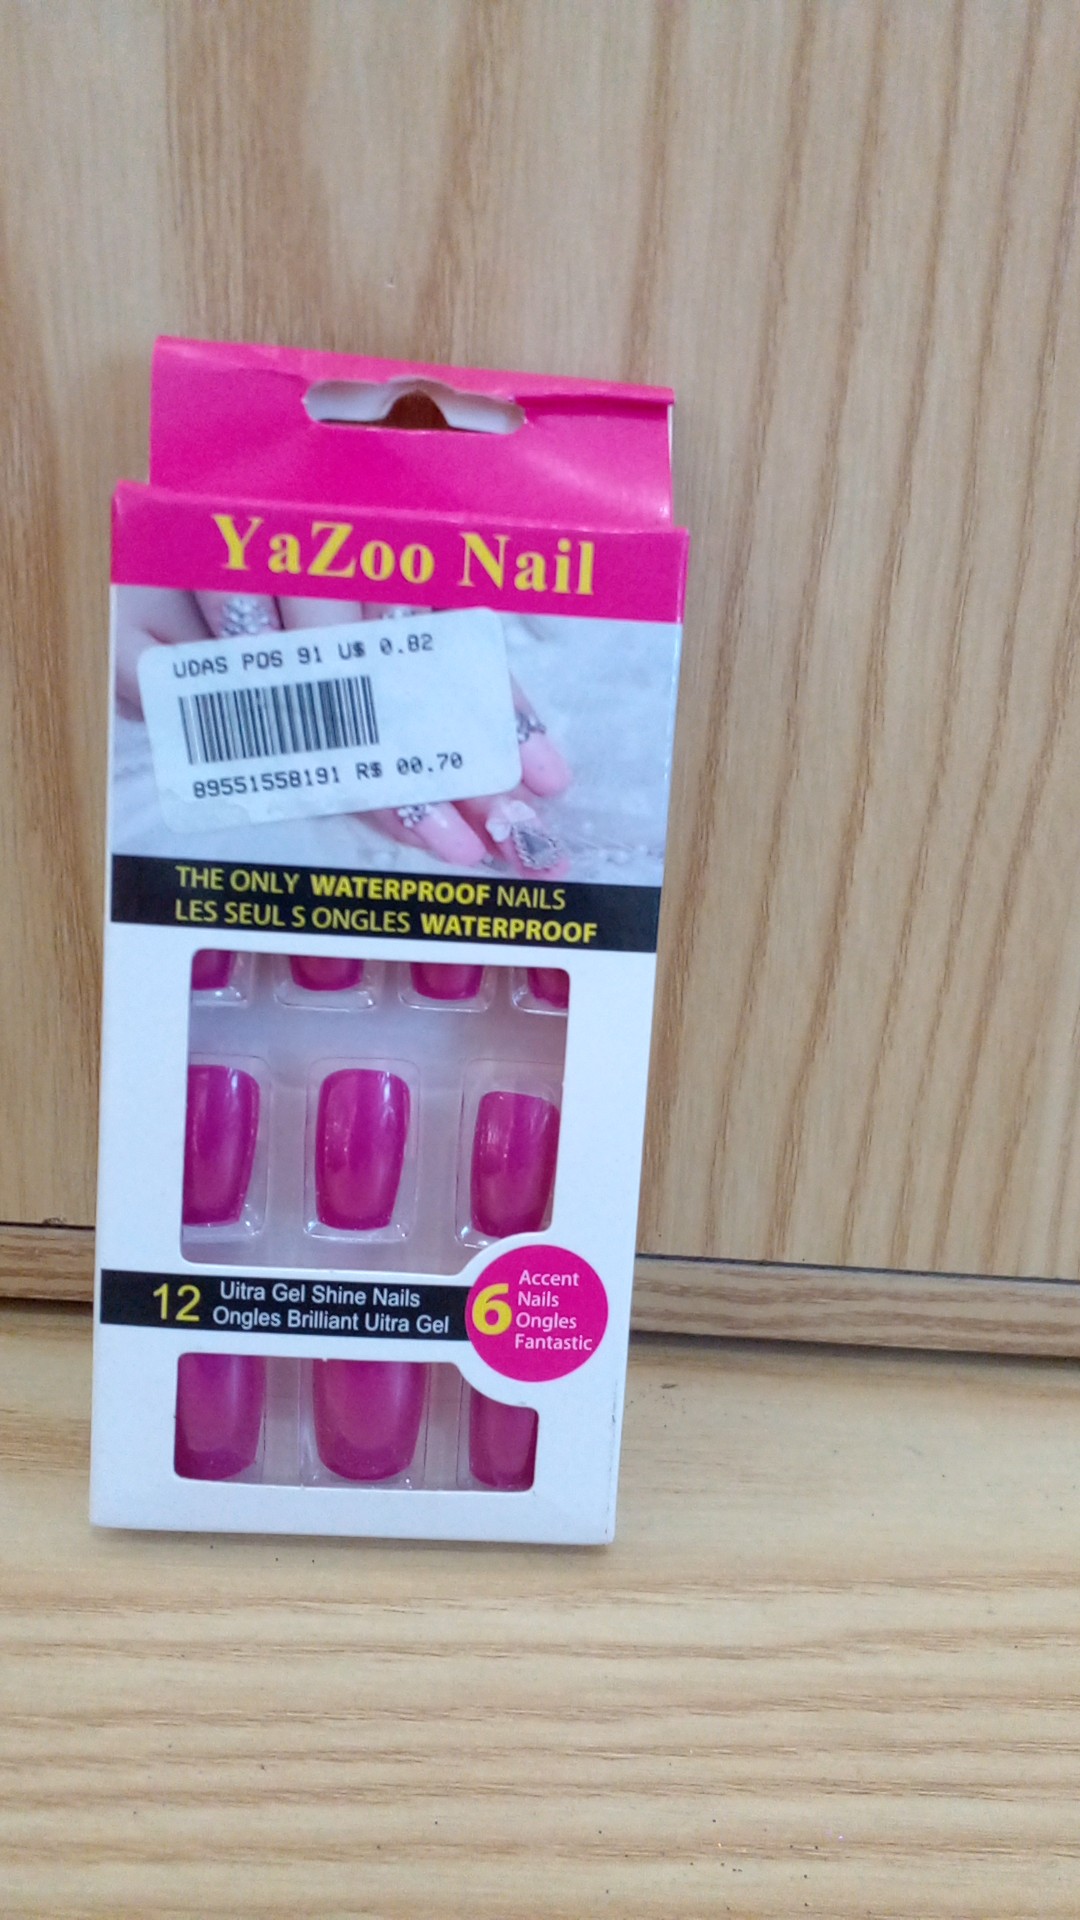 YaZoo Nail
UDAS POS 91 U$ 0.82
89551558191 R$ 00.70
THE ONLY WATERPROOF NAILS
LES SEUL S ONGLES WATERPROOF
12 Uitra Gel Shine Nails
Ongles Brilliant Uitra Gel
6 Accent
Nails
Ongles
Fantastic